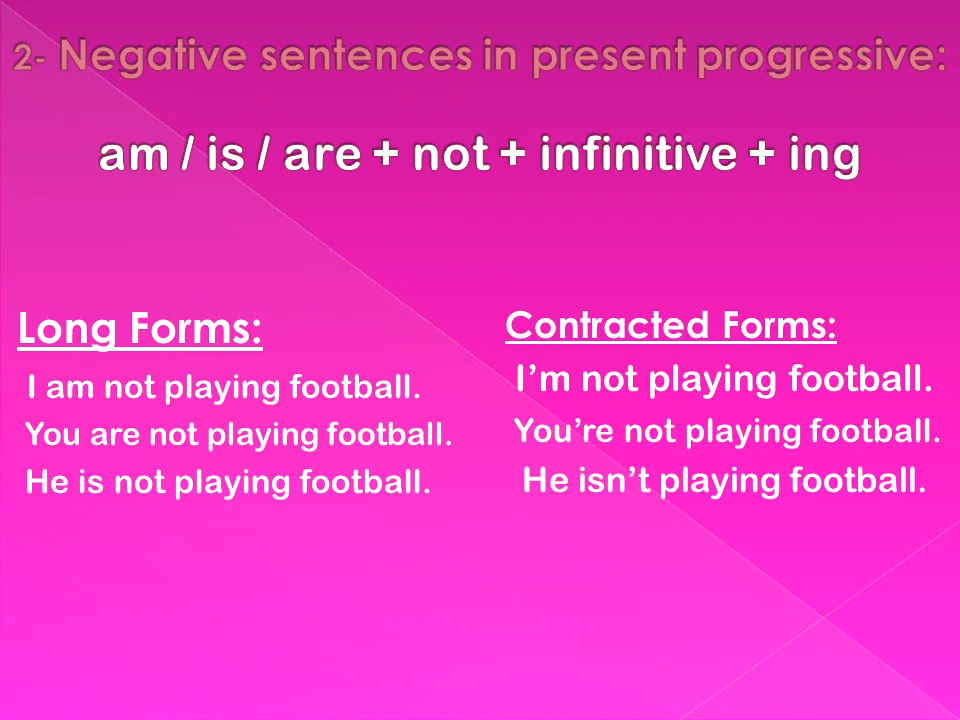 2- Negative sentences in present progressive:
am / is / are + not + infinitive + ing
Long Forms:
I am not playing football.
You are not playing football.
He is not playing football.
Contracted Forms:
I’m not playing football.
You’re not playing football.
He isn’t playing football.